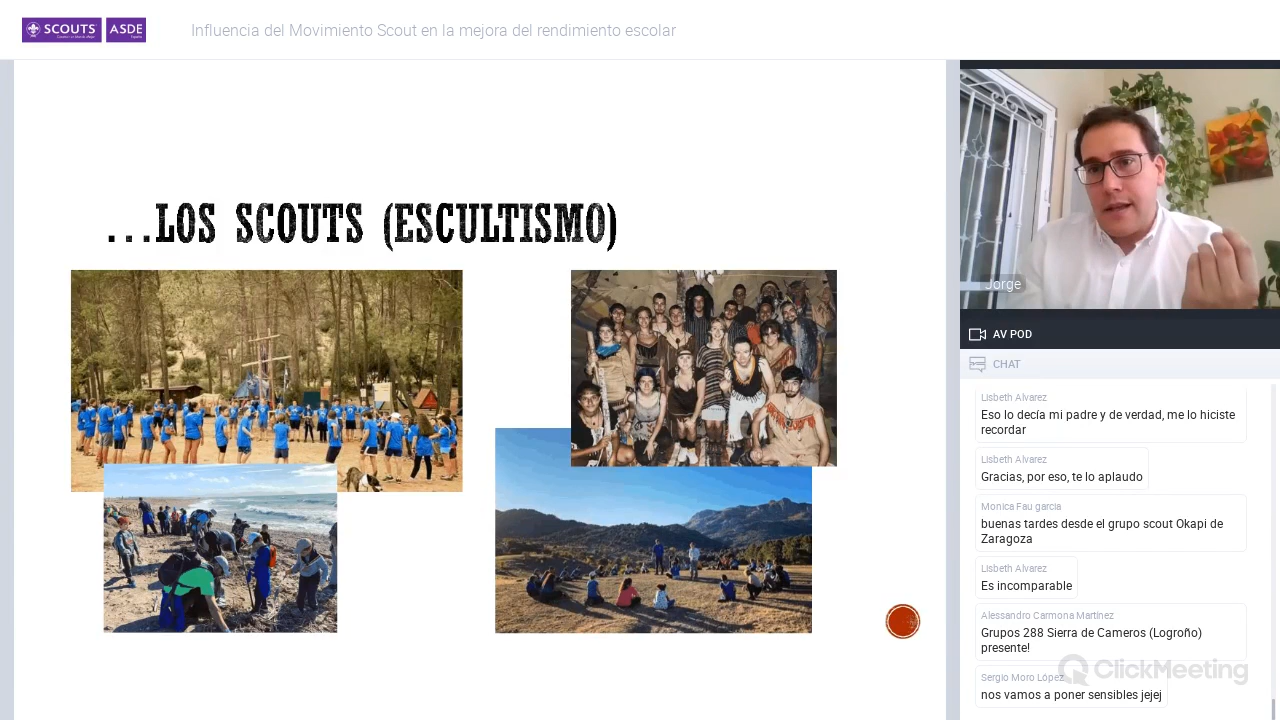 SCOUTS ASDE
Influencia del Movimiento Scout en la mejora del rendimiento escolar
...LOS SCOUTS (ESCULTISMO)
Jorge
AV POD
CHAT
Lisbeth Alvarez
Eso lo decía mi padre y de verdad, me lo hiciste
recordar
Lisbeth Alvarez
Gracias, por eso, te lo aplaudo
Monica Fau garcia
buenas tardes desde el grupo scout Okapi de
Zaragoza
Lisbeth Alvarez
Es incomparable
Alessandro Carmona Martínez
Grupos 288 Sierra de Cameros (Logroño)
presente!
ClickMeeting
Sergio Moro López
nos vamos a poner sensibles jejej